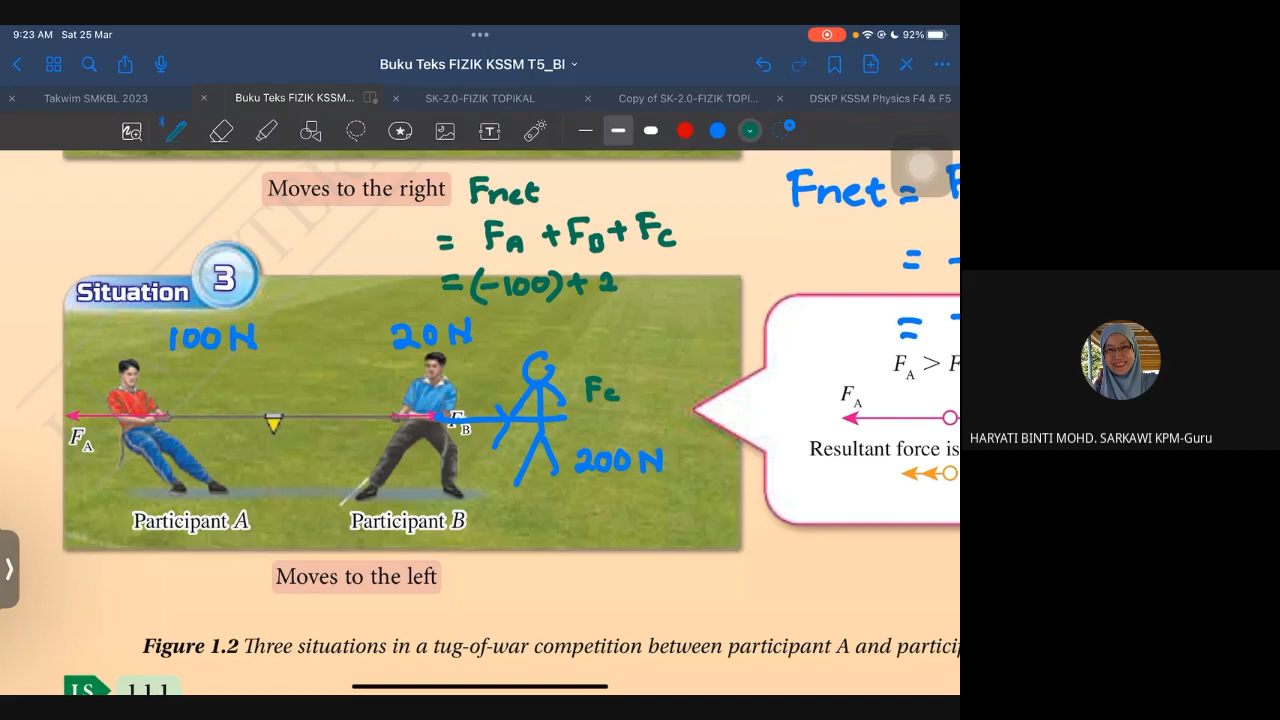 9:23 AM Sat 25 Mar
92%
Buku Teks FIZIK KSSM T5_BI
Takwim SMKBL 2023
Buku Teks FIZIK KSSM...
SK-2.0-FIZIK TOPIKAL
Copy of SK-2.0-FIZIK TOPI...
DSKP KSSM Physics F4 & F5
Moves to the right
Fnet
= FA + FB + FC
= (-100) + 2
Fnet = F
= -
=
Situation 3
100 N
20 N
FA
FB
Fc
200 N
Participant A
Participant B
Moves to the left
FA > F
FA
Resultant force is
Figure 1.2 Three situations in a tug-of-war competition between participant A and partici
LS 1.1.1
HARYATI BINTI MOHD. SARKAWI KPM-Guru